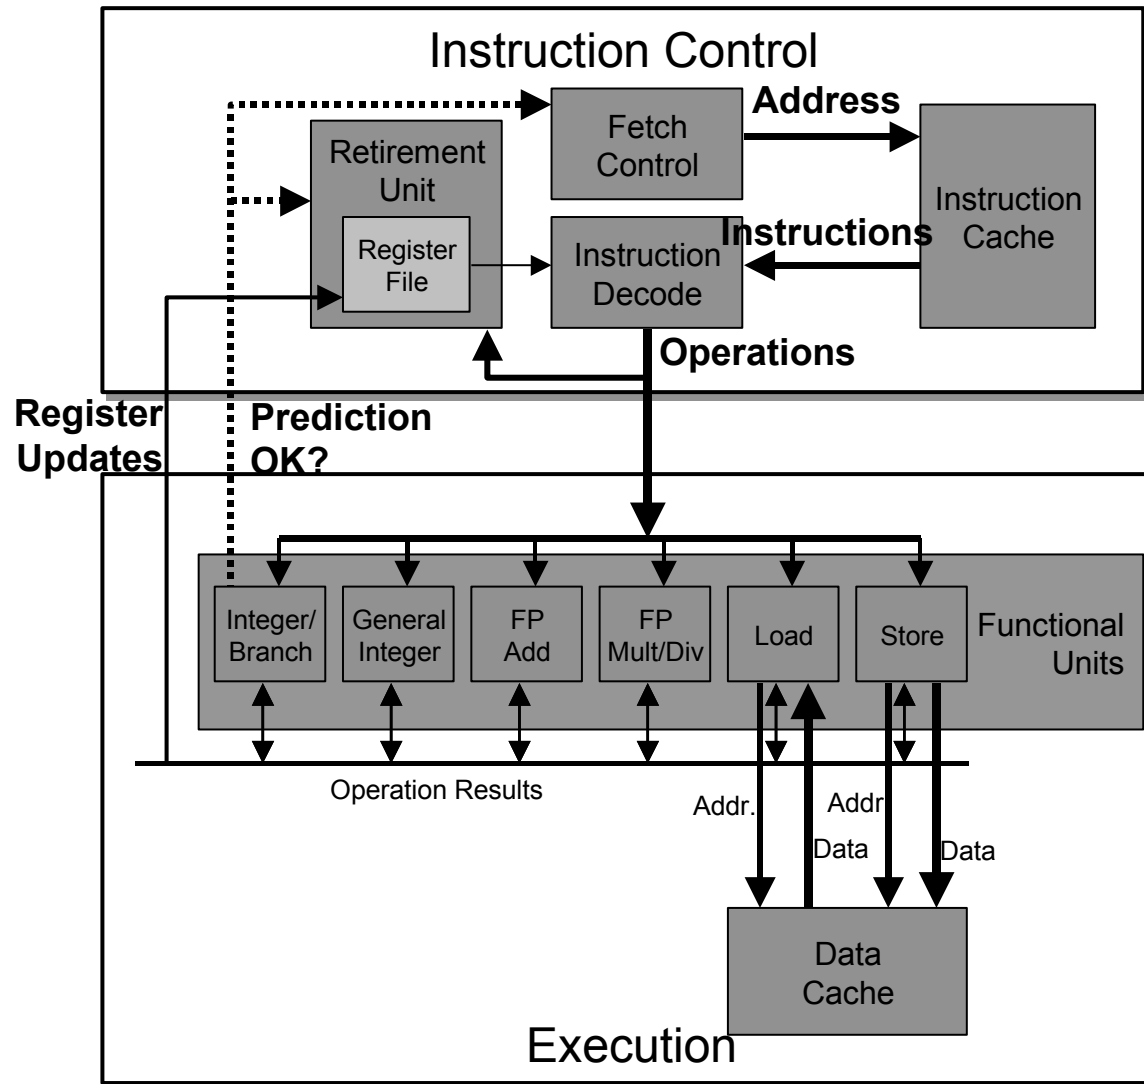 Instruction Control
Address
Fetch
Control
Retirement
Unit
Instruction
Cache
Instructions
Register
File
Instruction
Decode
Operations
Register
Updates
Prediction
OK?
Integer/
Branch
General
Integer
FP
Add
FP
Mult/Div
Load
Store
Functional
Units
Operation Results
Addr.
Addr
Data
Data
Data
Cache
Execution